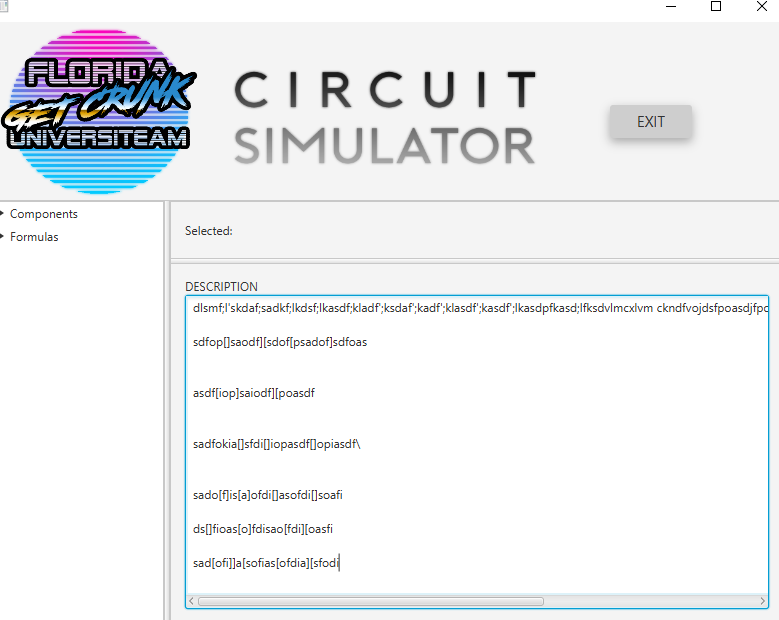 FLORIDA
GET CRUNK
UNIVERSITEAM
CIRCUIT
SIMULATOR
EXIT
Components
Formulas
Selected:
DESCRIPTION
dlsmf;l'skdaf;sadkf;lkdsf;lkasdf;kladf';ksdaf';kadf';klasdf';kasdf';lkasdpfkasd;lfksdvlmcxlvm ckndfvojdsfpoasdjfpo
sdfop[]saodf][sdof[psadof]sdfoas
asdf[iop]saiodf][poasdf
sadfokia[]sfdi[]iopasdf[]opiasdf\
sado[f]is[a]ofdi[]asofdi[]soafi
ds[]fioas[o]fdisao[fdi][oasfi
sad[ofi]]a[sofias[ofdia][sfodi